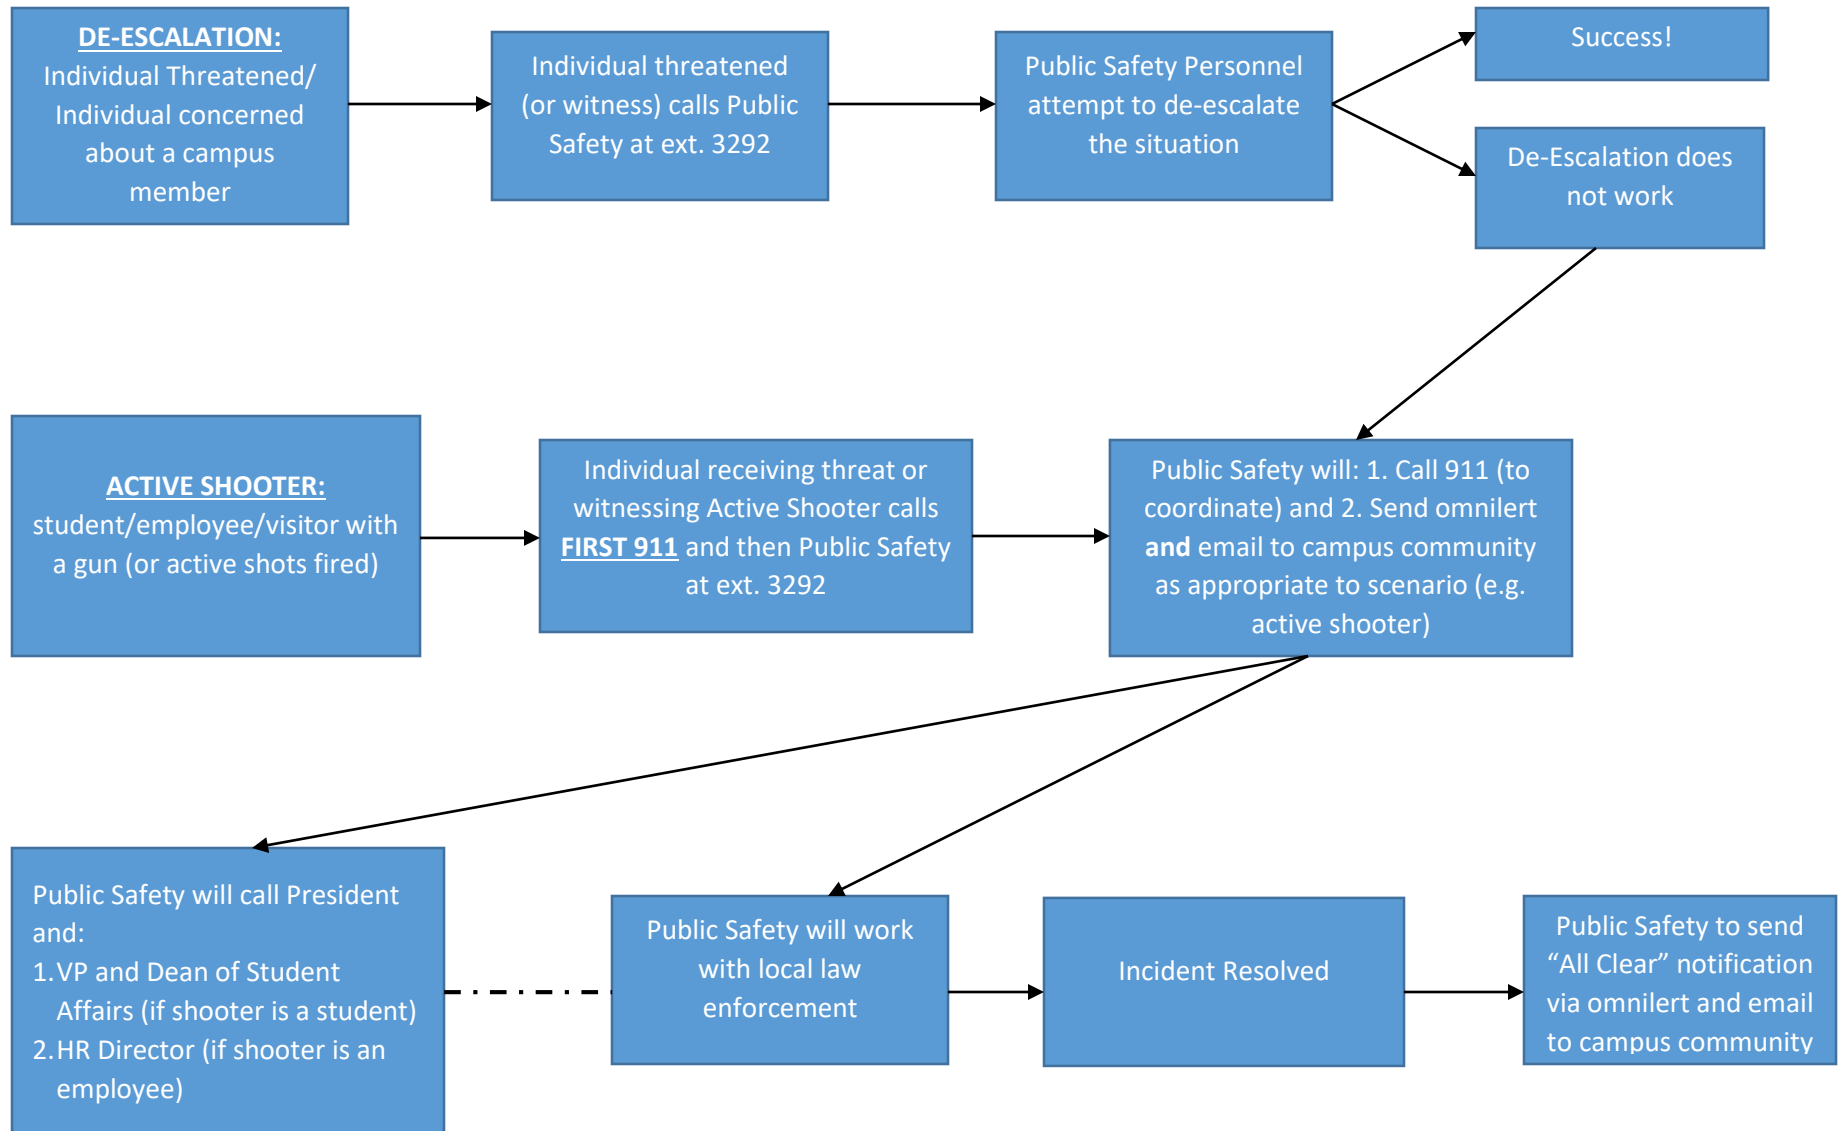 DE-ESCALATION:
Individual Threatened/
Individual concerned
about a campus
member
Individual threatened
(or witness) calls Public
Safety at ext. 3292
Public Safety Personnel
attempt to de-escalate
the situation
Success!
De-Escalation does
not work
ACTIVE SHOOTER:
student/employee/visitor with
a gun (or active shots fired)
Individual receiving threat or
witnessing Active Shooter calls
FIRST 911 and then Public Safety
at ext. 3292
Public Safety will: 1. Call 911 (to
coordinate) and 2. Send omnilert
and email to campus community
as appropriate to scenario (e.g.
active shooter)
Public Safety will call President
and:
1. VP and Dean of Student
Affairs (if shooter is a student)
2. HR Director (if shooter is an
employee)
Public Safety will work
with local law
enforcement
Incident Resolved
Public Safety to send
“All Clear” notification
via omnilert and email
to campus community